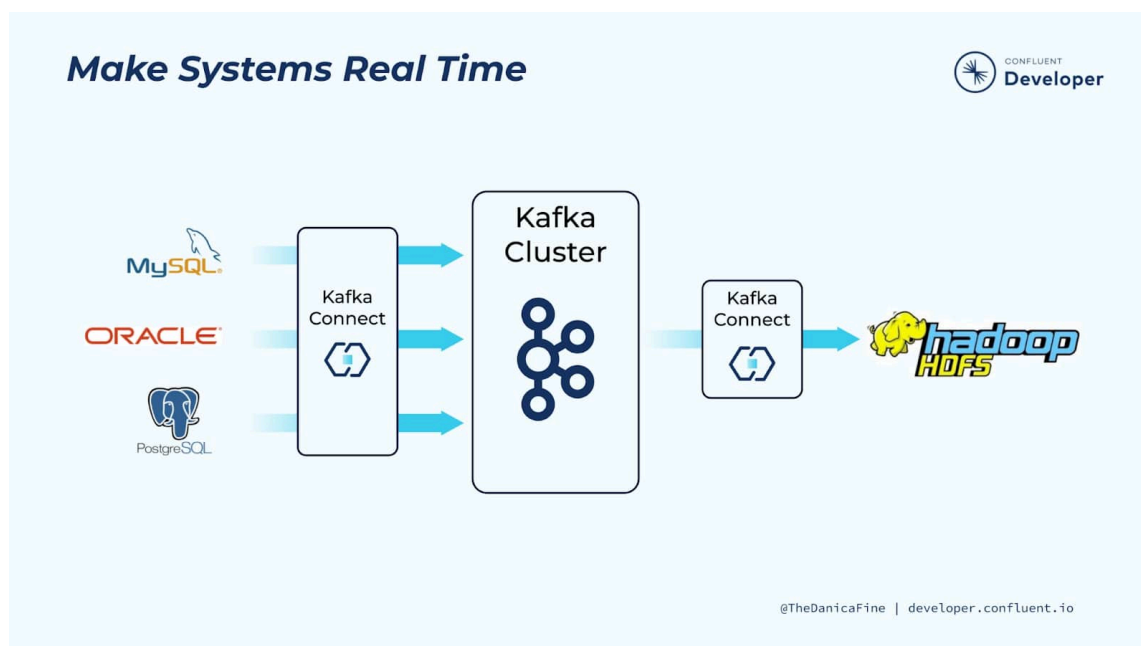 Make Systems Real Time
CONFLUENT
Developer
MySQL®
ORACLE®
PostgreSQL
Kafka
Connect
Kafka
Cluster
Kafka
Connect
hadoop
HDFS
@TheDanicaFine | developer.confluent.io